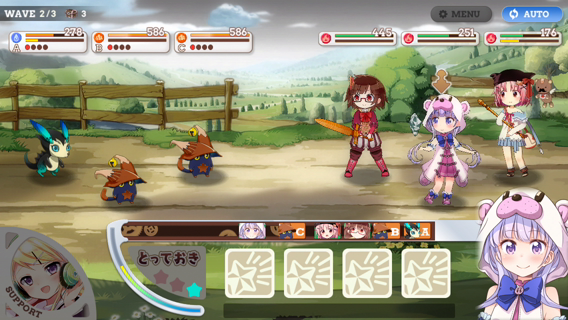 WAVE 2/3 3
MENU
AUTO
278
586
586
445
251
176
A
B
C
C
B
A
とっておき
SUPPORT